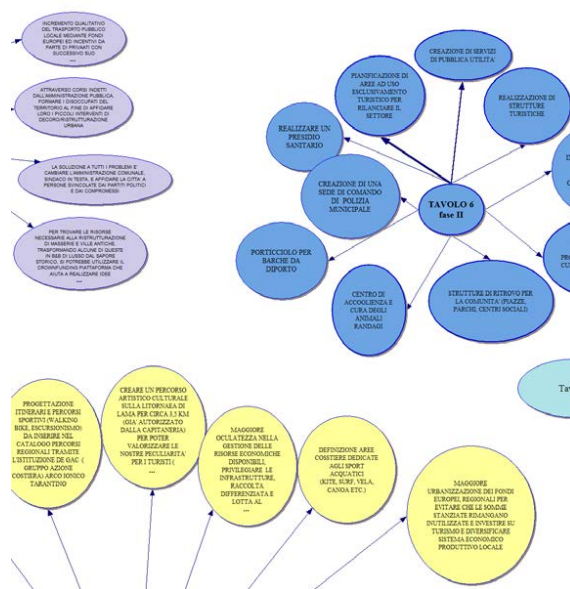 INCREMENTO QUALITATIVO
DEL TRASPORTO PUBBLICO
LOCALE MEDIANTE FONDI
EUROPEI ED INCENTIVI DA
PARTE DI PRIVATI CON
SUCCESSIVO SUO
...
ATTRAVERSO CORSI INDETTI
DALL'AMMINISTRAZIONE PUBBLICA,
FORMARE I DISOCCUPATI DEL
TERRITORIO AL FINE DI AFFIDARE
LORO I PICCOLI INTERVENTI DI
DECORO/RISTRUTTURAZIONE
URBANA
LA SOLUZIONE A TUTTI I PROBLEMI E'
CAMBIARE L'AMMINISTRAZIONE COMUNALE,
SINDACO IN TESTA, E AFFIDARE LA CITTA' A
PERSONE SVINCOLATE DAI PARTITI POLITICI
E DAI COMPROMESSI
PER TROVARE LE RISORSE
NECESSARIE ALLA RISTRUTTURAZIONE
DI MASSERIE E VILLE ANTICHE,
TRASFORMANDO ALCUNE DI QUESTE
IN B&B DI LUSSO DAL SAPORE
STORICO, SI POTREBBE UTILIZZARE IL
CROWNFUNDING PIATTAFORMA CHE
AIUTA A REALIZZARE IDEE
...
CREAZIONE DI SERVIZI
DI PUBBLICA UTILITA'
PIANIFICAZIONE DI
AREE AD USO
ESCLUSIVAMENTO
TURISTICO PER
RILANCIARE IL
SETTORE
REALIZZAZIONE DI
STRUTTURE
TURISTICHE
REALIZZARE UN
PRESIDIO
SANITARIO
CREAZIONE DI UNA
SEDE DI COMANDO
DI POLIZIA
MUNICIPALE
TAVOLO 6
fase II
PORTICCIOLO PER
BARCHE DA
DIPORTO
CENTRO DI
ACCOGLIENZA E
CURA DEGLI
ANIMALI
RANDAGI
STRUTTURE DI RITROVO PER
LA COMUNITA' (PIAZZE,
PARCHI, CENTRI SOCIALI)
PRO
CU
Tav
PROGETTAZIONE
ITINERARI E PERCORSI
SPORTIVI (WALKING
BIKE, ESCURSIONISMO)
DA INSERIRE NEL
CATALOGO PERCORSI
REGIONALI TRAMITE
L'ISTITUZIONE DE GAC (
GRUPPO AZIONE
COSTIERA) ARCO IONICO
TARANTINO
CREARE UN PERCORSO
ARTISTICO CULTURALE
SULLA LITORNAEA DI
LAMA PER CIRCA 3,5 KM
(GIA' AUTORIZZATO
DALLA CAPITANERIA)
PER POTER
VALORIZZARE LE
NOSTRE PECULIARITA'
PER I TURISTI (
...
MAGGIORE
OCULATEZZA NELLA
GESTIONE DELLE
RISORSE ECONOMICHE
DISPONIBILI,
PRIVILEGIARE LE
INFRASTRUTTURE,
RACCOLTA
DIFFERENZIATA E
LOTTA AL
...
DEFINIZIONE AREE
COSTIERE DEDICATE
AGLI SPORT
ACQUATICI
(KITE, SURF, VELA,
CANOA ETC.)
MAGGIORE
URBANIZZAZIONE DEI FONDI
EUROPEI, REGIONALI PER
EVITARE CHE LE SOMME
STANZIATE RIMANGANO
INUTILIZZATE E INVESTIRE SU
TURISMO E DIVERSIFICARE
SISTEMA ECONOMICO
PRODUTTIVO LOCALE